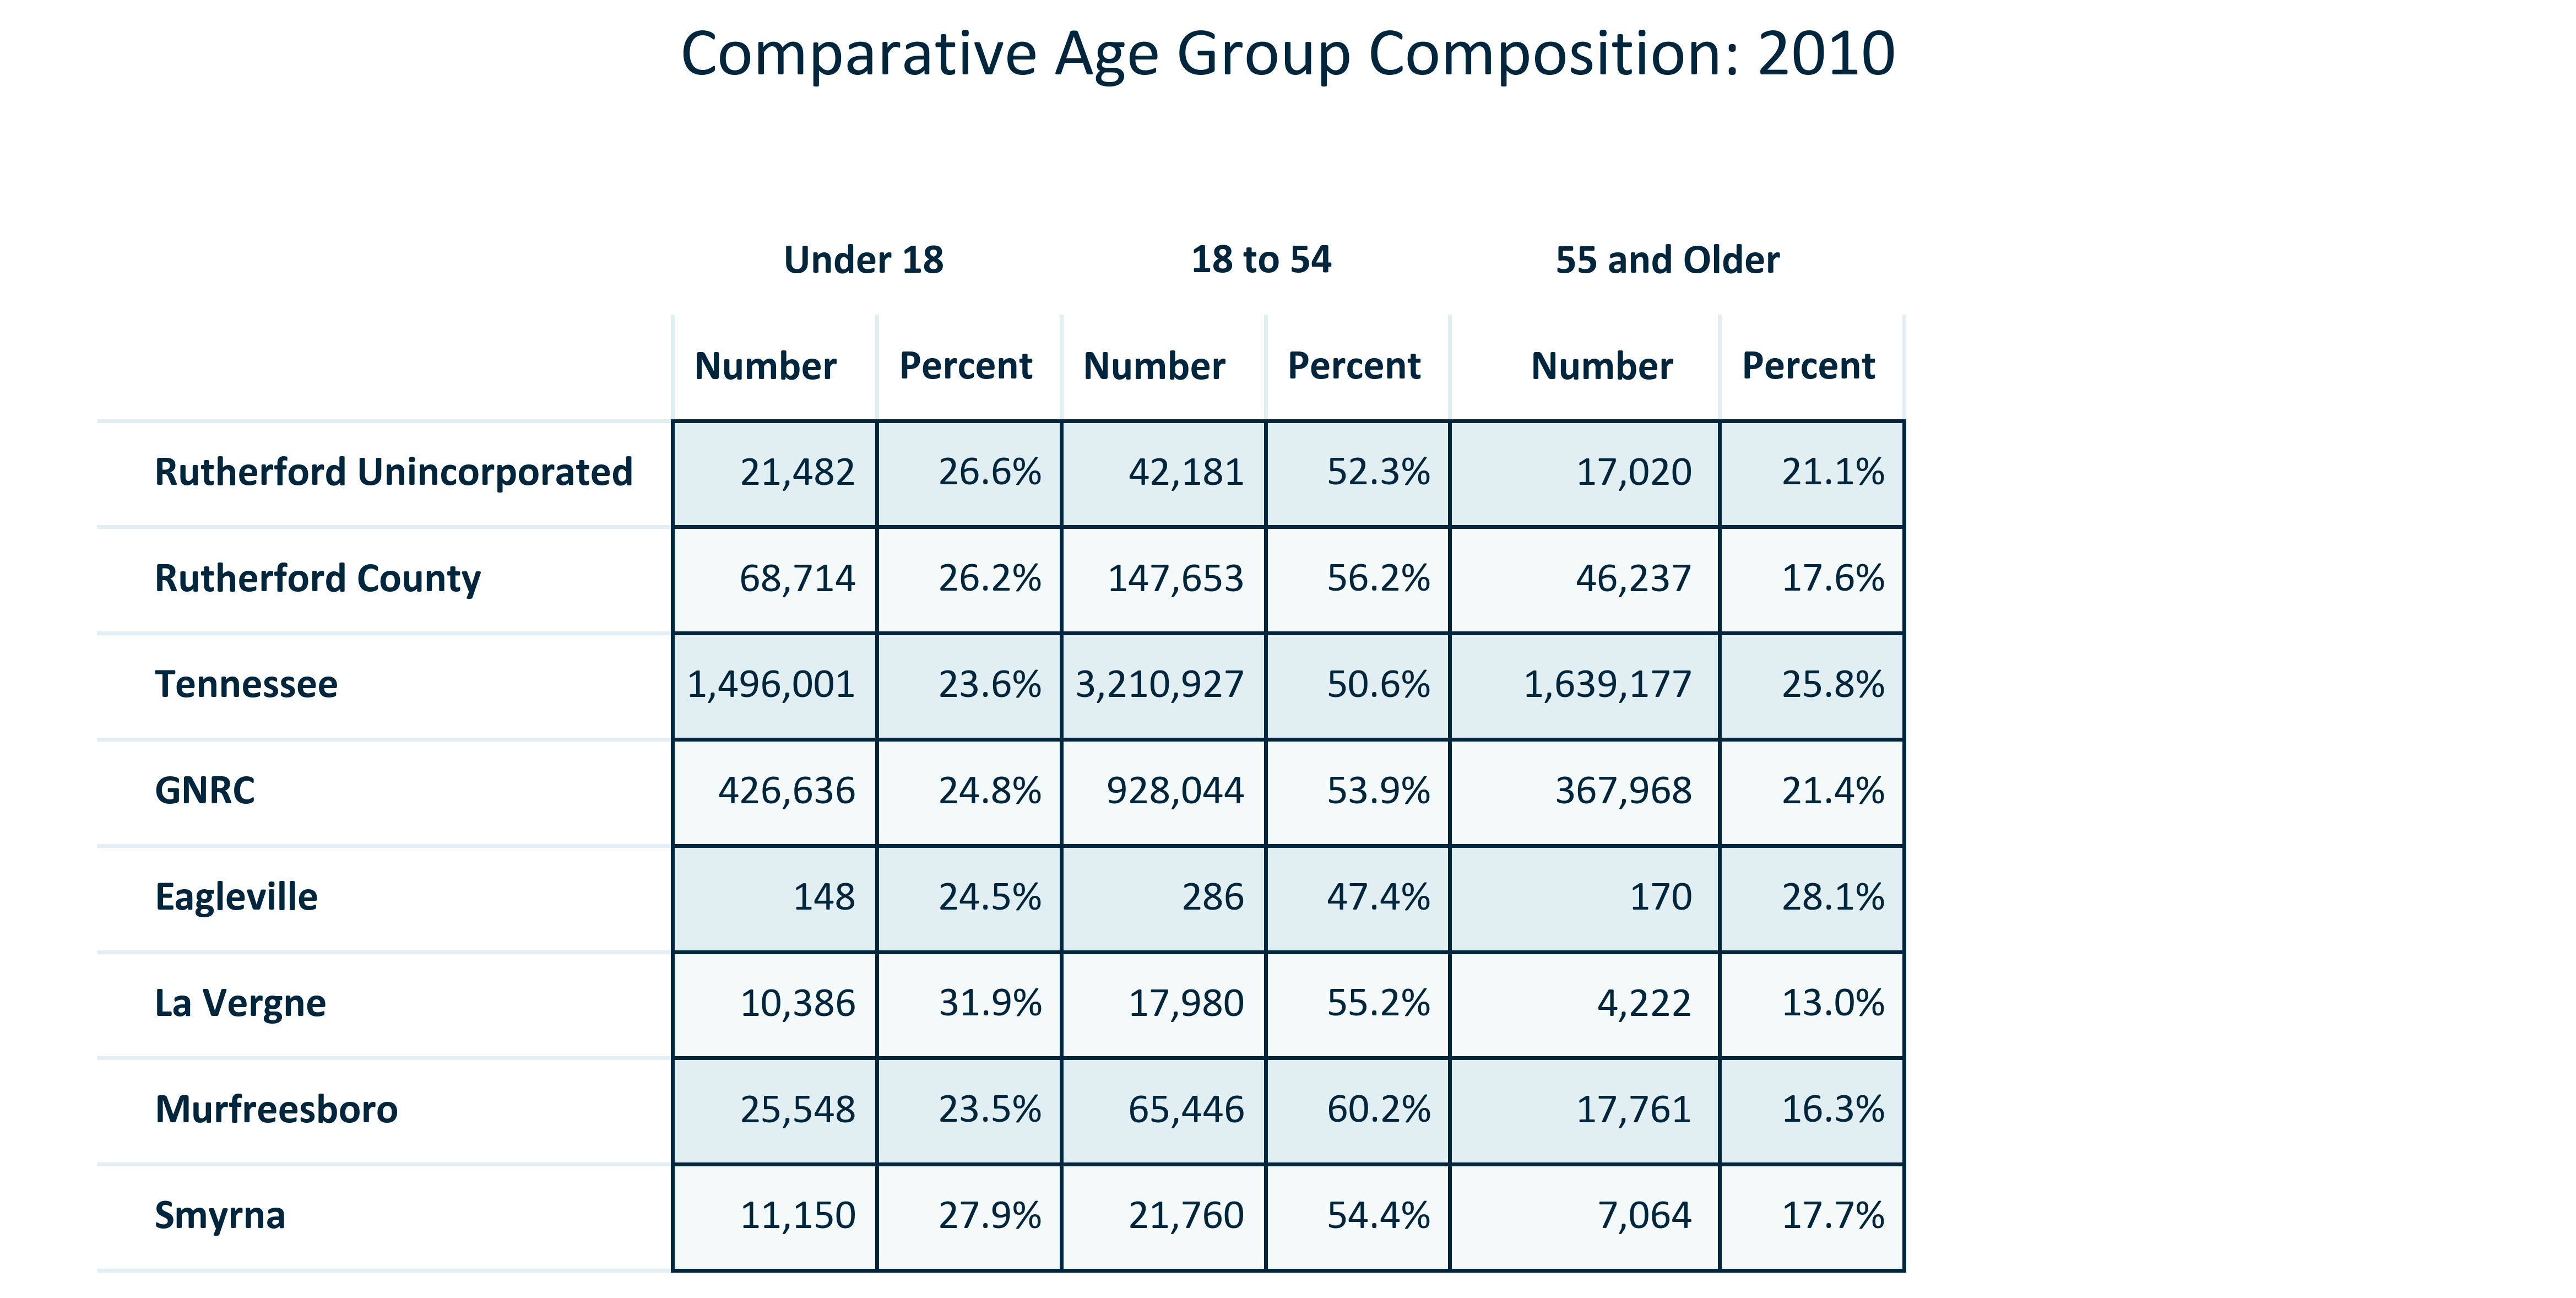 Comparative Age Group Composition: 2010
Under 18 18 to 54 55 and Older
Number Percent Number Percent Number Percent
Rutherford Unincorporated 21,482 26.6% 42,181 52.3% 17,020 21.1%
Rutherford County 68,714 26.2% 147,653 56.2% 46,237 17.6%
Tennessee 1,496,001 23.6% 3,210,927 50.6% 1,639,177 25.8%
GNRC 426,636 24.8% 928,044 53.9% 367,968 21.4%
Eagleville 148 24.5% 286 47.4% 170 28.1%
La Vergne 10,386 31.9% 17,980 55.2% 4,222 13.0%
Murfreesboro 25,548 23.5% 65,446 60.2% 17,761 16.3%
Smyrna 11,150 27.9% 21,760 54.4% 7,064 17.7%